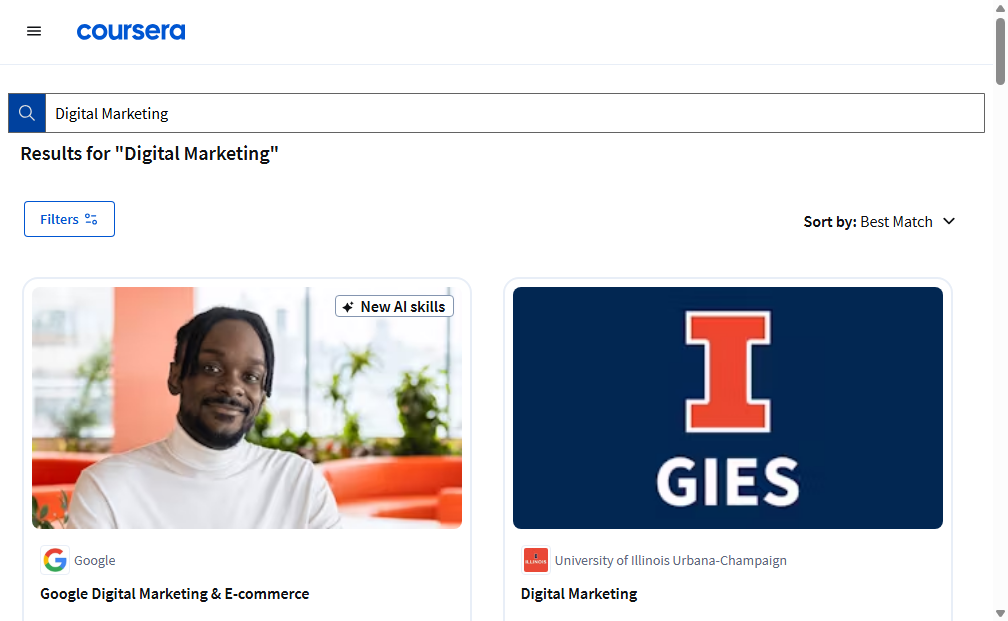 coursera
Digital Marketing
Results for "Digital Marketing"
Filters
Sort by: Best Match
New AI skills
I
GIES
Google
ILLINOIS
University of Illinois Urbana-Champaign
Google Digital Marketing & E-commerce
Digital Marketing